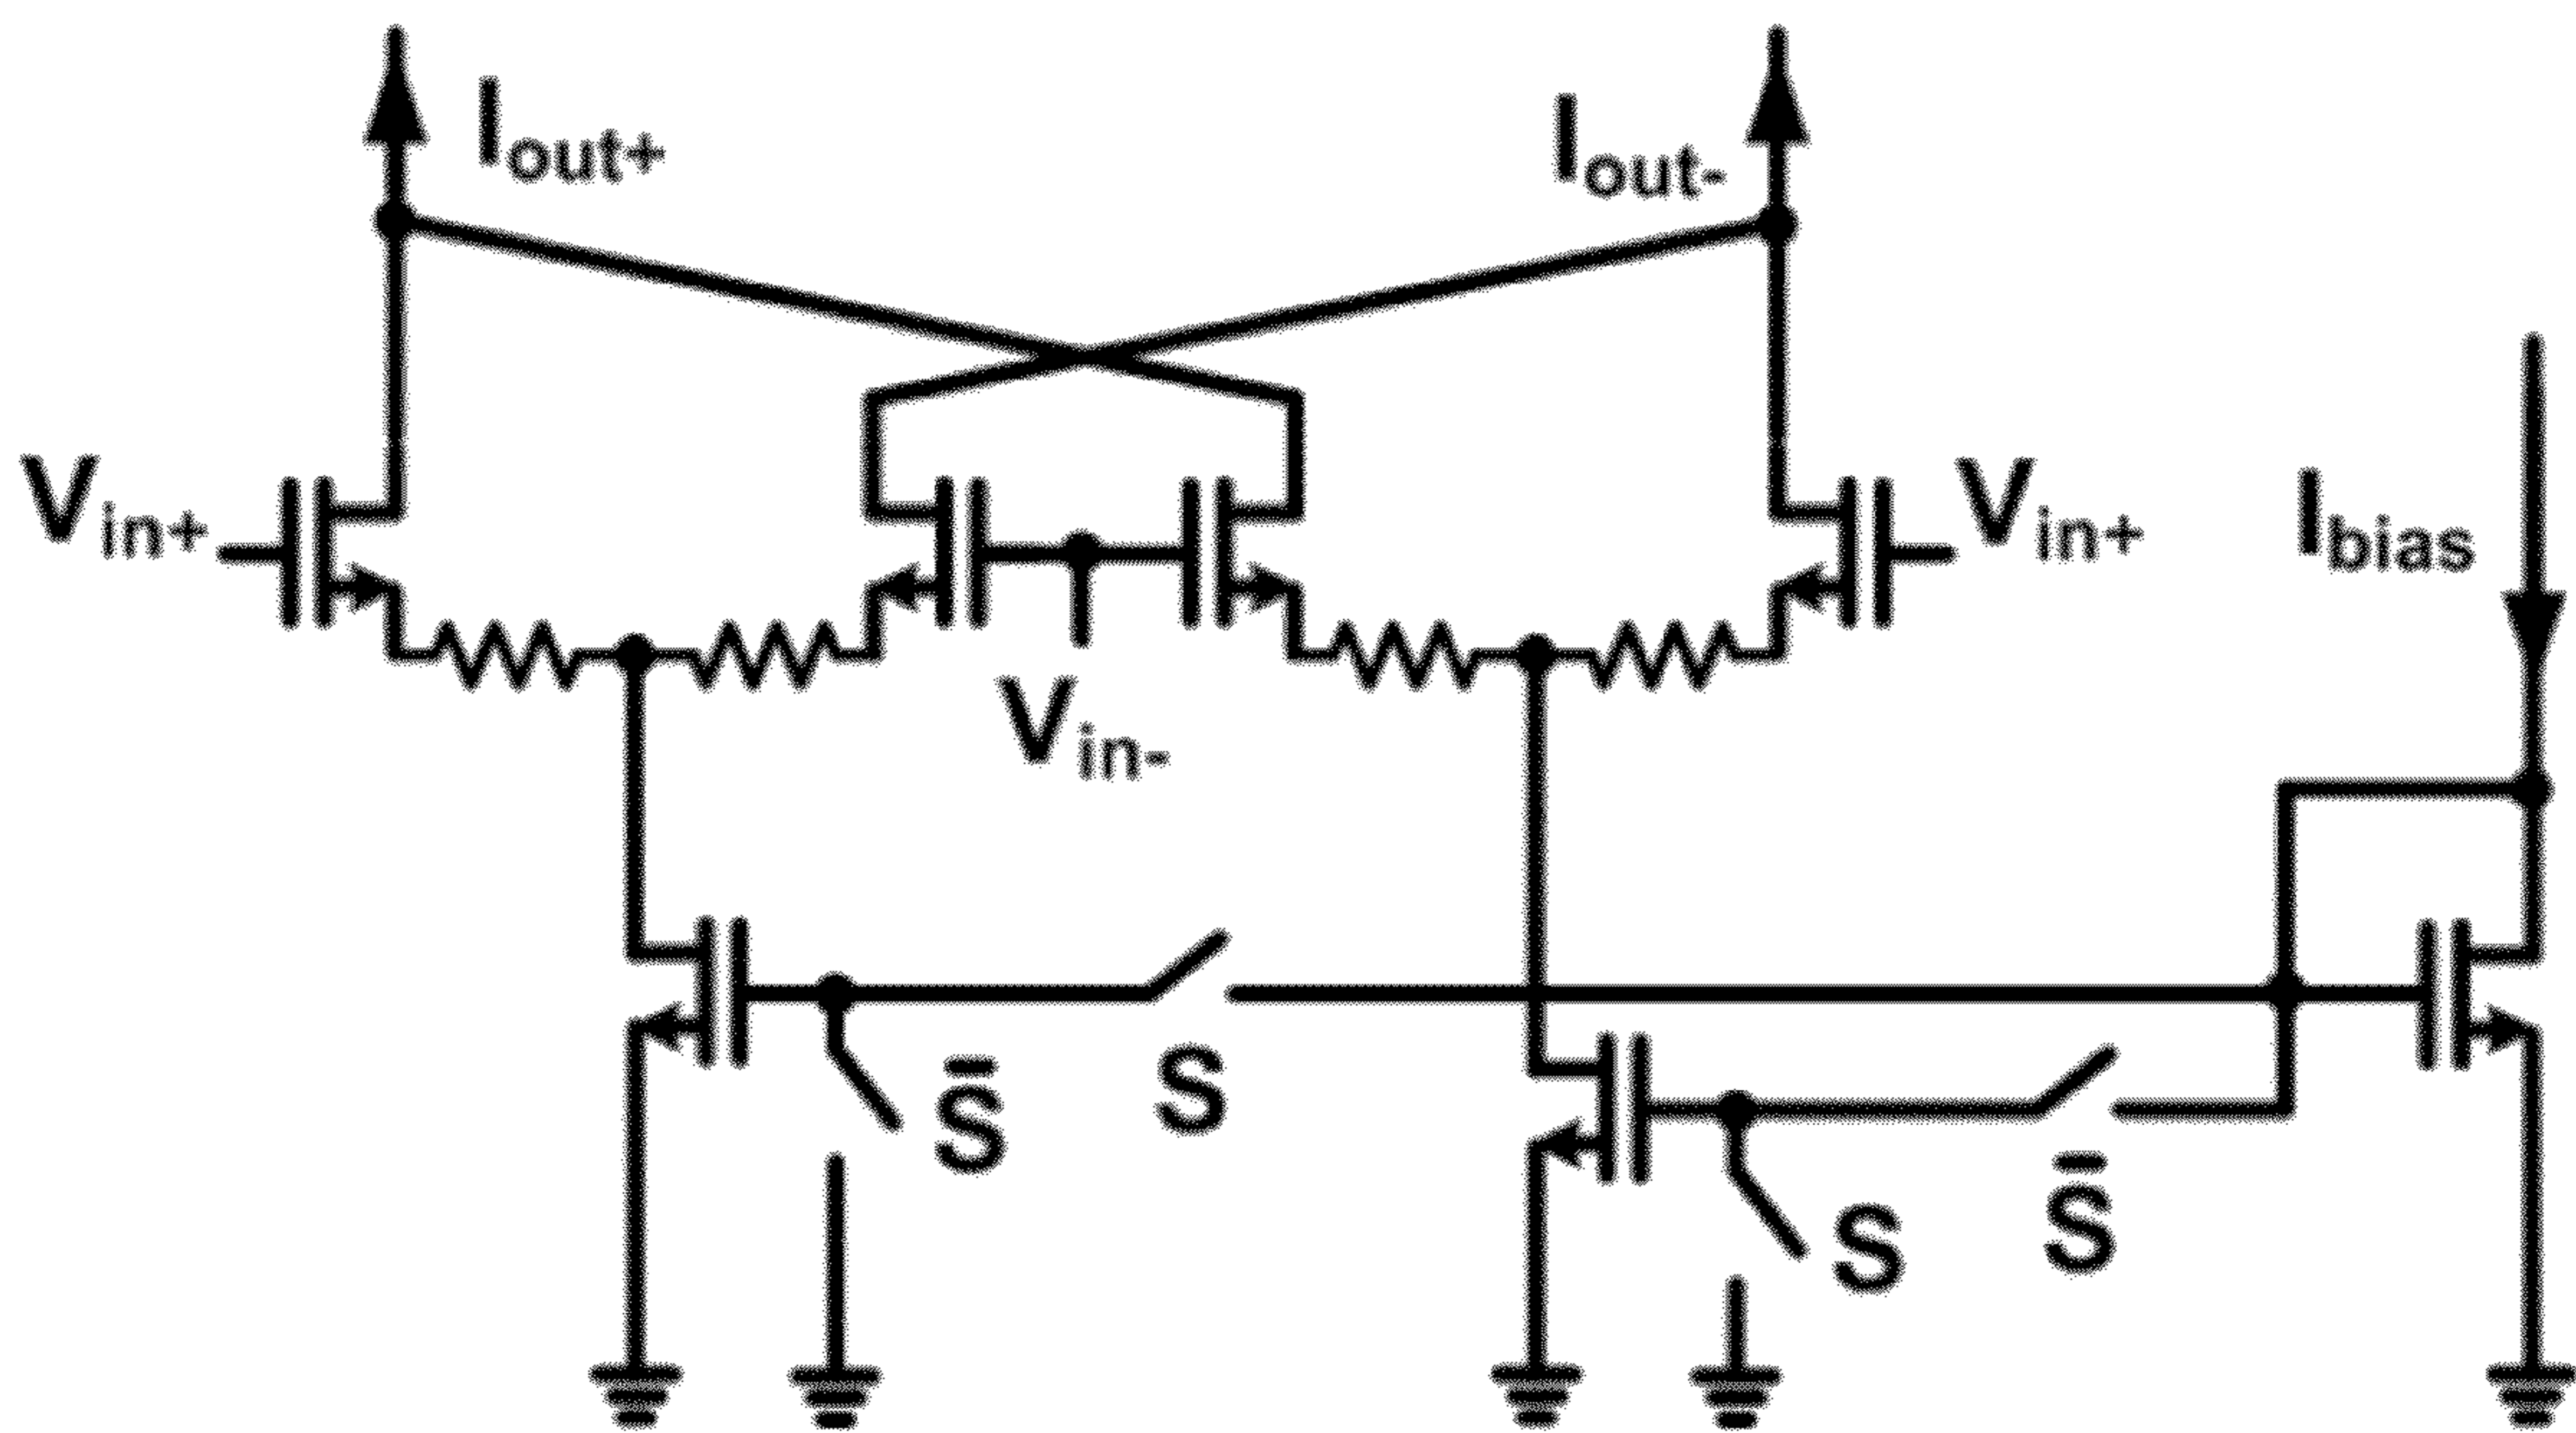 Iout+
Iout-
Vin+
Vin+
Ibias
Vin-
S̄
S
S
S̄